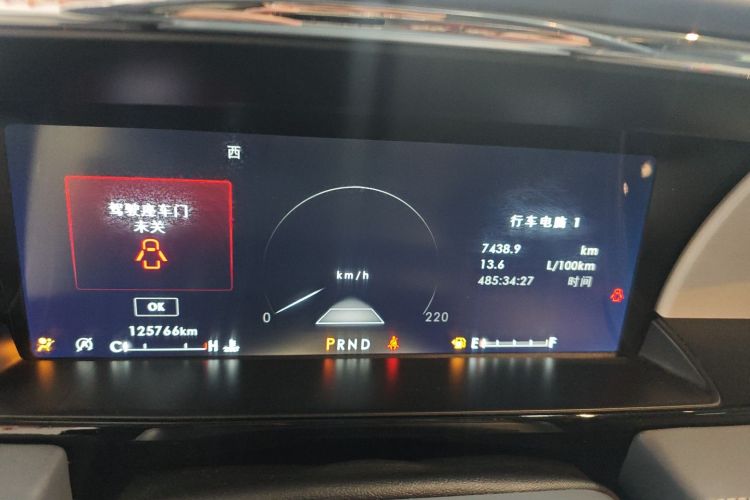 西
驾驶座车门
未关
OK
125766km
C H
km/h
0 220
PRND
行车电脑 1
7438.9 km
13.6 L/100km
485:34:27 时间
E F